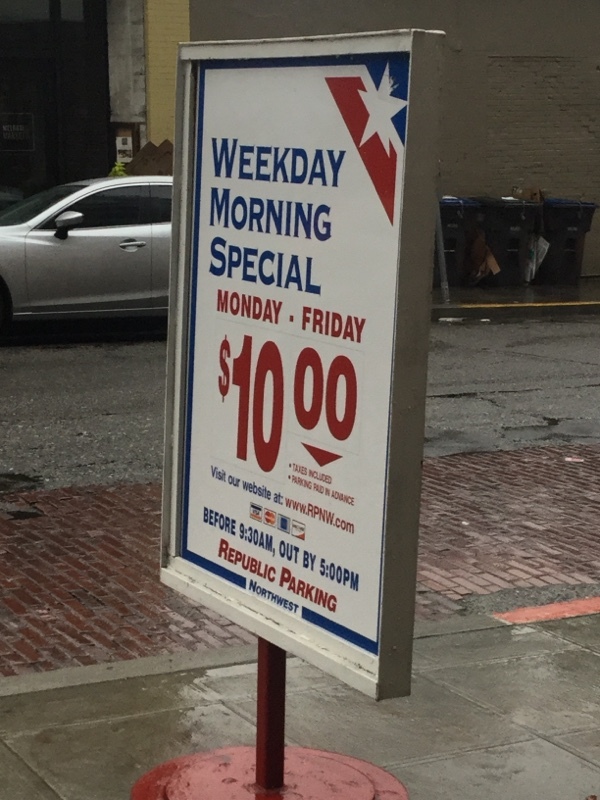 WEEKDAY
MORNING
SPECIAL
MONDAY - FRIDAY
$10 00
• TAXES INCLUDED
• PARKING PAID IN ADVANCE
Visit our website at: www.RPNW.com
BEFORE 9:30AM, OUT BY 5:00PM
REPUBLIC PARKING
NORTHWEST